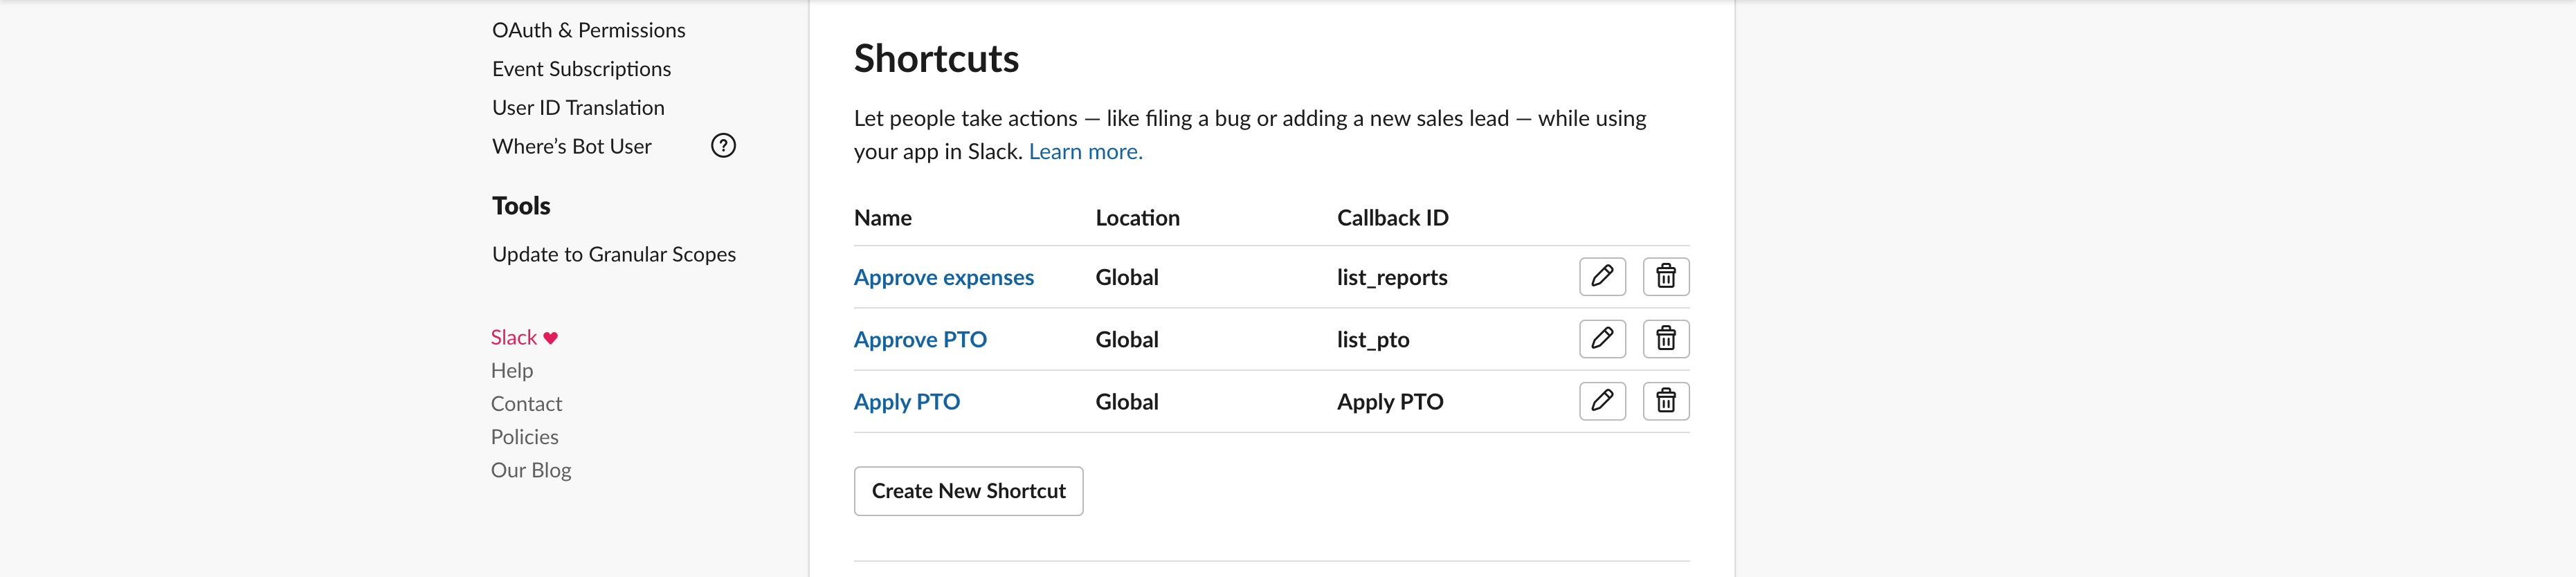 OAuth & Permissions
Event Subscriptions
User ID Translation
Where’s Bot User
?
Tools
Update to Granular Scopes
Slack ♥
Help
Contact
Policies
Our Blog
Shortcuts
Let people take actions — like filing a bug or adding a new sales lead — while using
your app in Slack. Learn more.
Name Location Callback ID
Approve expenses Global list_reports
Approve PTO Global list_pto
Apply PTO Global Apply PTO
Create New Shortcut